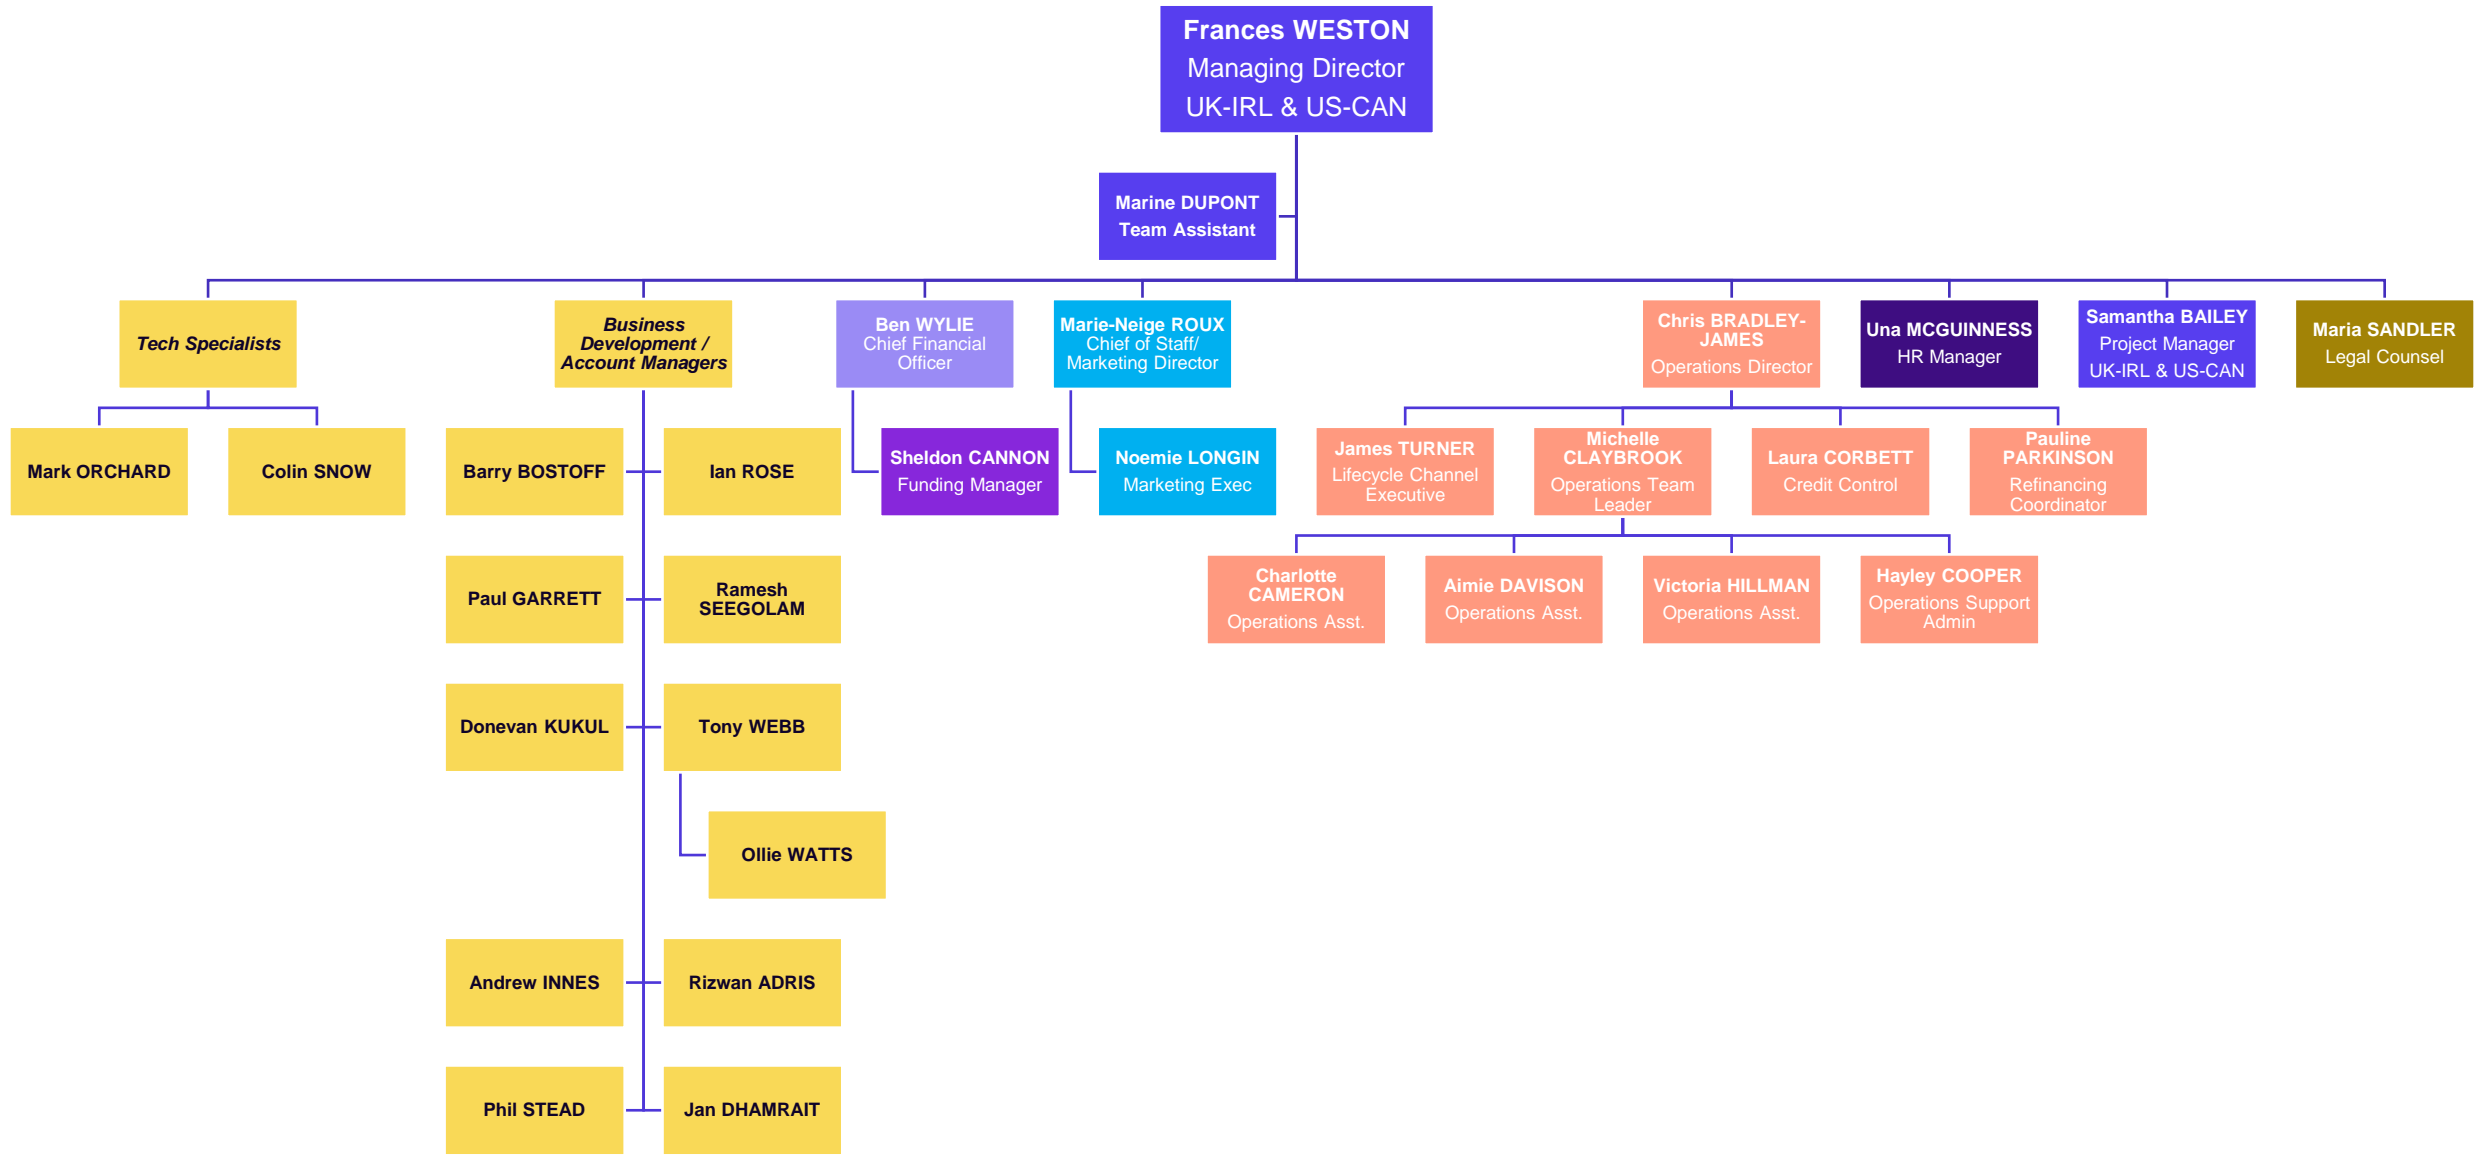 Frances WESTON
Managing Director
UK-IRL & US-CAN
Marine DUPONT
Team Assistant
Tech Specialists
Business
Development /
Account Managers
Ben WYLIE
Chief Financial
Officer
Marie-Neige ROUX
Chief of Staff/
Marketing Director
Chris BRADLEY-
JAMES
Operations Director
Una MCGUINNESS
HR Manager
Samantha BAILEY
Project Manager
UK-IRL & US-CAN
Maria SANDLER
Legal Counsel
Mark ORCHARD
Colin SNOW
Barry BOSTOFF
Ian ROSE
Sheldon CANNON
Funding Manager
Noemie LONGIN
Marketing Exec
James TURNER
Lifecycle Channel
Executive
Michelle
CLAYBROOK
Operations Team
Leader
Laura CORBETT
Credit Control
Pauline
PARKINSON
Refinancing
Coordinator
Paul GARRETT
Ramesh
SEEGOLAM
Charlotte
CAMERON
Operations Asst.
Aimie DAVISON
Operations Asst.
Victoria HILLMAN
Operations Asst.
Hayley COOPER
Operations Support
Admin
Donevan KUKUL
Tony WEBB
Ollie WATTS
Andrew INNES
Rizwan ADRIS
Phil STEAD
Jan DHAMRAIT